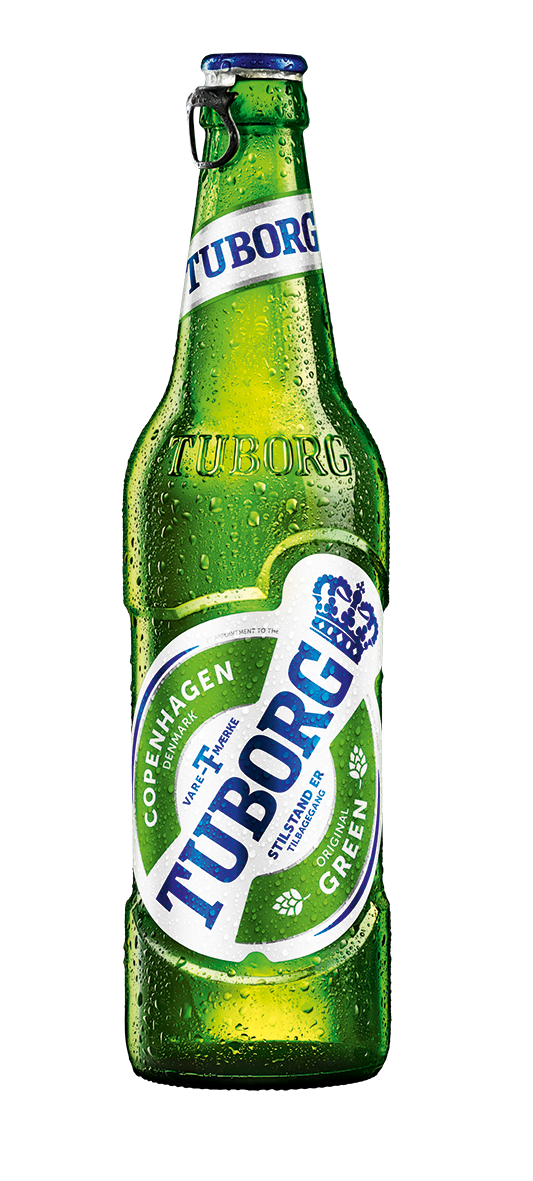 TUBORG
TUBORG
APPOINTMENT TO THE
COPENHAGEN
DENMARK
VARE-T MÆRKE
TUBORG
STILSTAND ER
TILBAGEGANG
ORIGINAL
GREEN